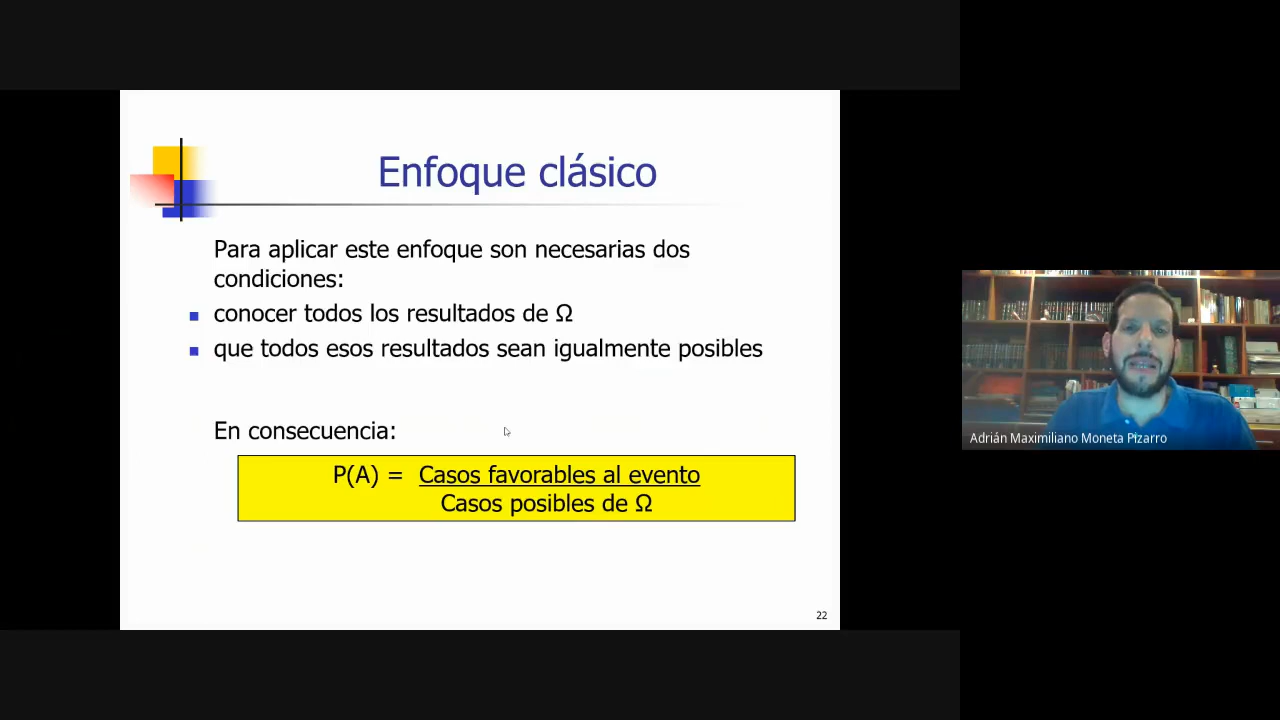 Enfoque clásico
Para aplicar este enfoque son necesarias dos
condiciones:
conocer todos los resultados de Ω
que todos esos resultados sean igualmente posibles
En consecuencia:
P(A) = Casos favorables al evento
Casos posibles de Ω
22
Adrián Maximiliano Moneta Pizarro